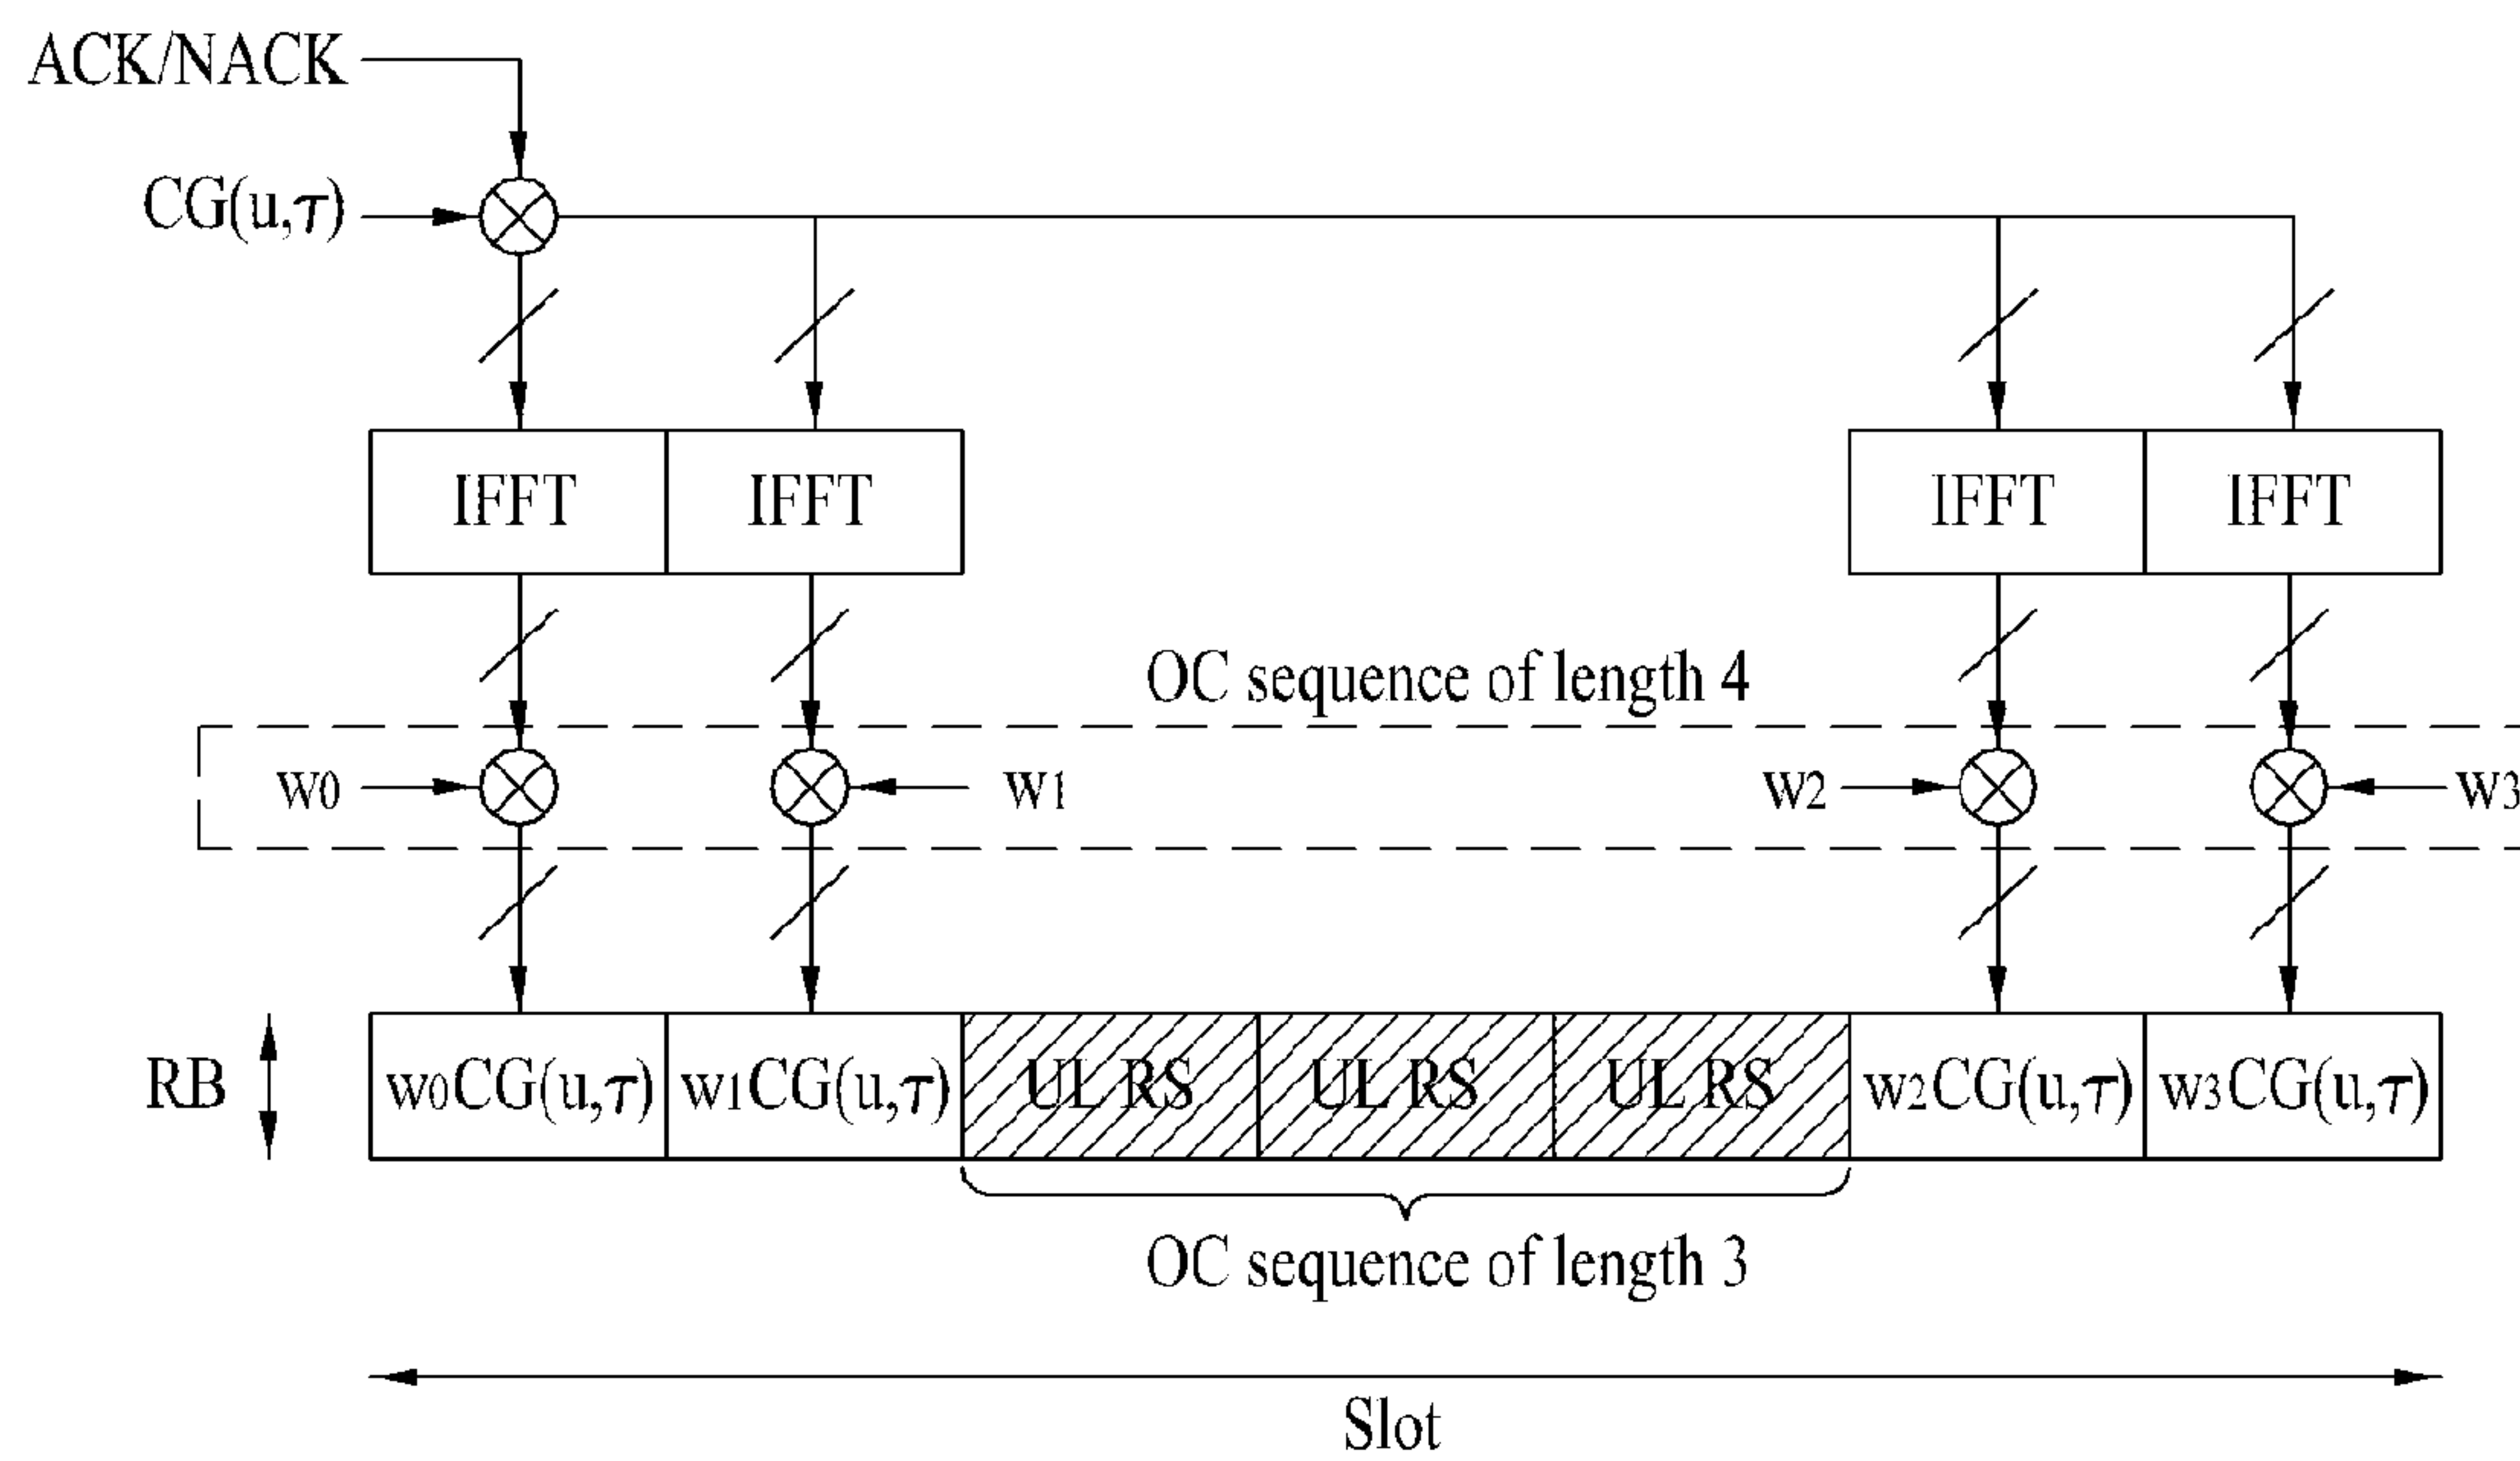 ACK/NACK
CG(u,τ)
IFFT IFFT IFFT IFFT
OC sequence of length 4
w0 w1 w2 w3
RB w0CG(u,τ) w1CG(u,τ) UL RS UL RS UL RS w2CG(u,τ) w3CG(u,τ)
OC sequence of length 3
Slot